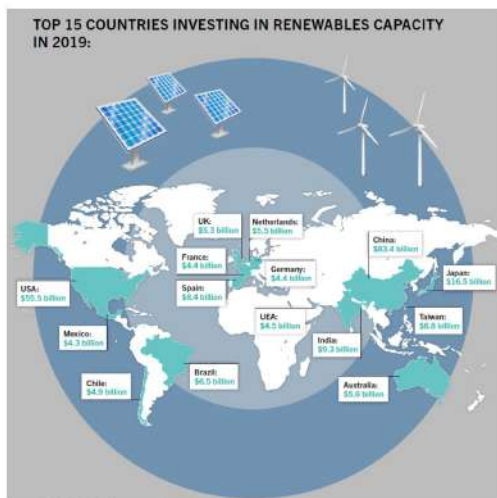 TOP 15 COUNTRIES INVESTING IN RENEWABLES CAPACITY
IN 2019:
UK:
$5.3 billion
Netherlands:
$5.5 billion
China:
$83.4 billion
France:
$4.4 billion
Germany:
$4.4 billion
Japan:
$16.5 billion
USA:
$55.5 billion
Spain:
$8.4 billion
UEA:
$4.5 billion
India:
$9.3 billion
Taiwan:
$8.8 billion
Mexico:
$4.3 billion
Brazil:
$6.5 billion
Chile:
$4.9 billion
Australia:
$5.6 billion